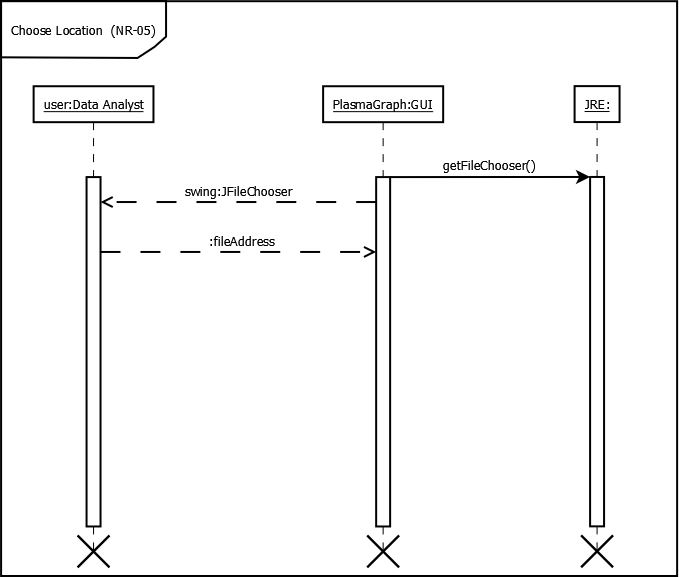 Choose Location (NR-05)
user:Data Analyst
PlasmaGraph:GUI
JRE:
getFileChooser()
swing:JFileChooser
:fileAddress